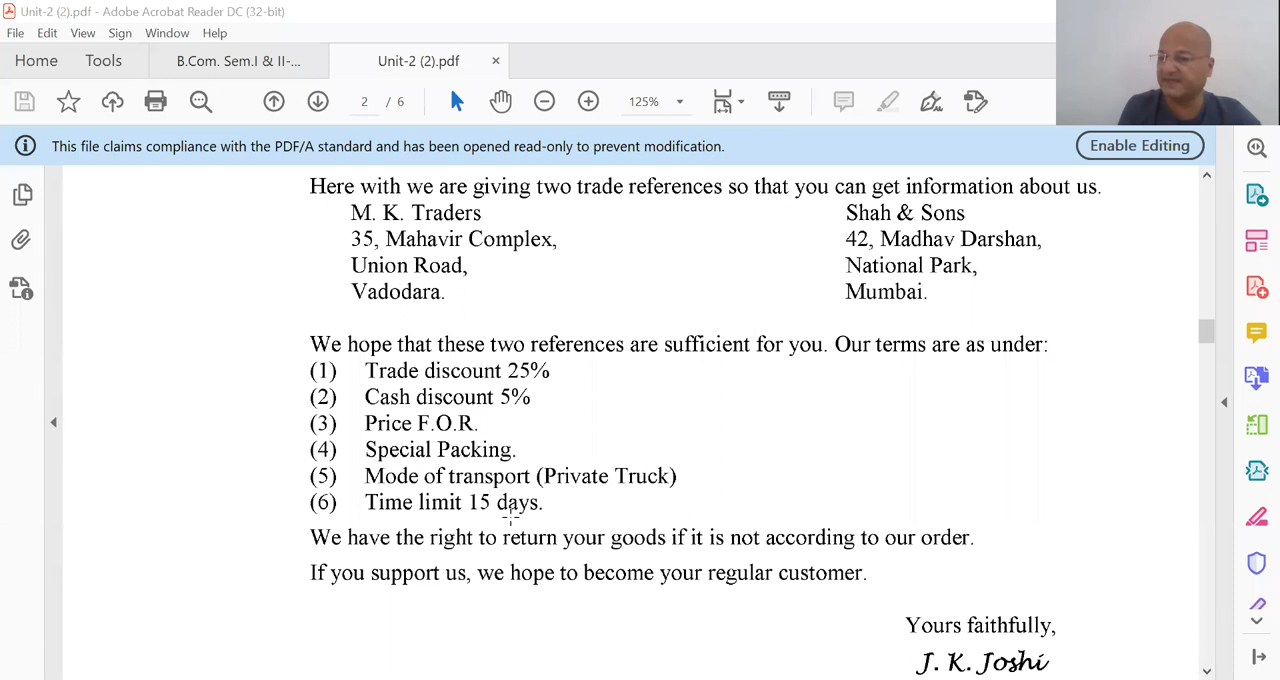 Unit-2 (2).pdf - Adobe Acrobat Reader DC (32-bit)
File Edit View Sign Window Help
Home Tools B.Com. Sem.I & II-... Unit-2 (2).pdf ×
2 / 6 125%
This file claims compliance with the PDF/A standard and has been opened read-only to prevent modification. Enable Editing
Here with we are giving two trade references so that you can get information about us.
M. K. Traders Shah & Sons
35, Mahavir Complex, 42, Madhav Darshan,
Union Road, National Park,
Vadodara. Mumbai.
We hope that these two references are sufficient for you. Our terms are as under:
(1) Trade discount 25%
(2) Cash discount 5%
(3) Price F.O.R.
(4) Special Packing.
(5) Mode of transport (Private Truck)
(6) Time limit 15 days.
We have the right to return your goods if it is not according to our order.
If you support us, we hope to become your regular customer.
Yours faithfully,
J. K. Joshi